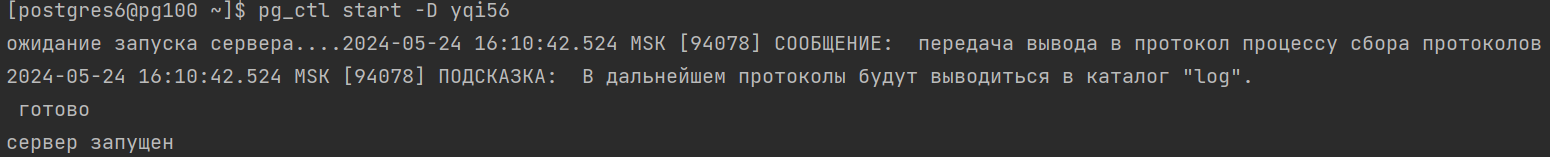 [postgres6@pg100 ~]$ pg_ctl start -D yqi56
ожидание запуска сервера....2024-05-24 16:10:42.524 MSK [94078] СООБЩЕНИЕ:  передача вывода в протокол процессу сбора протоколов
2024-05-24 16:10:42.524 MSK [94078] ПОДСКАЗКА:  В дальнейшем протоколы будут выводиться в каталог "log".
 готово
сервер запущен